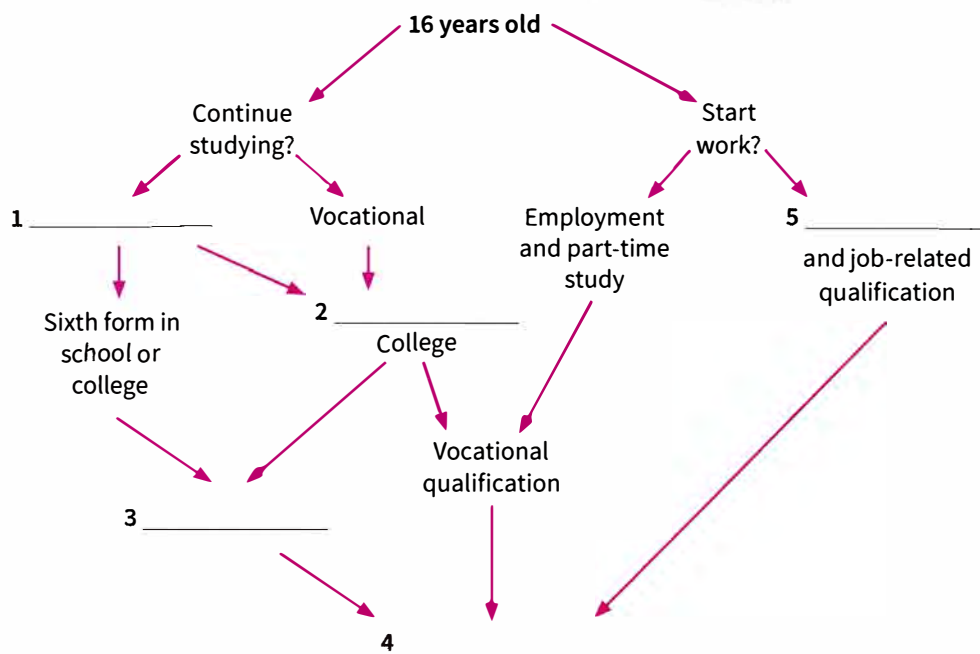 16 years old
Continue
studying?
Start
work?
1
Vocational
Employment
and part-time
study
5
and job-related
qualification
Sixth form in
school or
college
2
College
Vocational
qualification
3
4